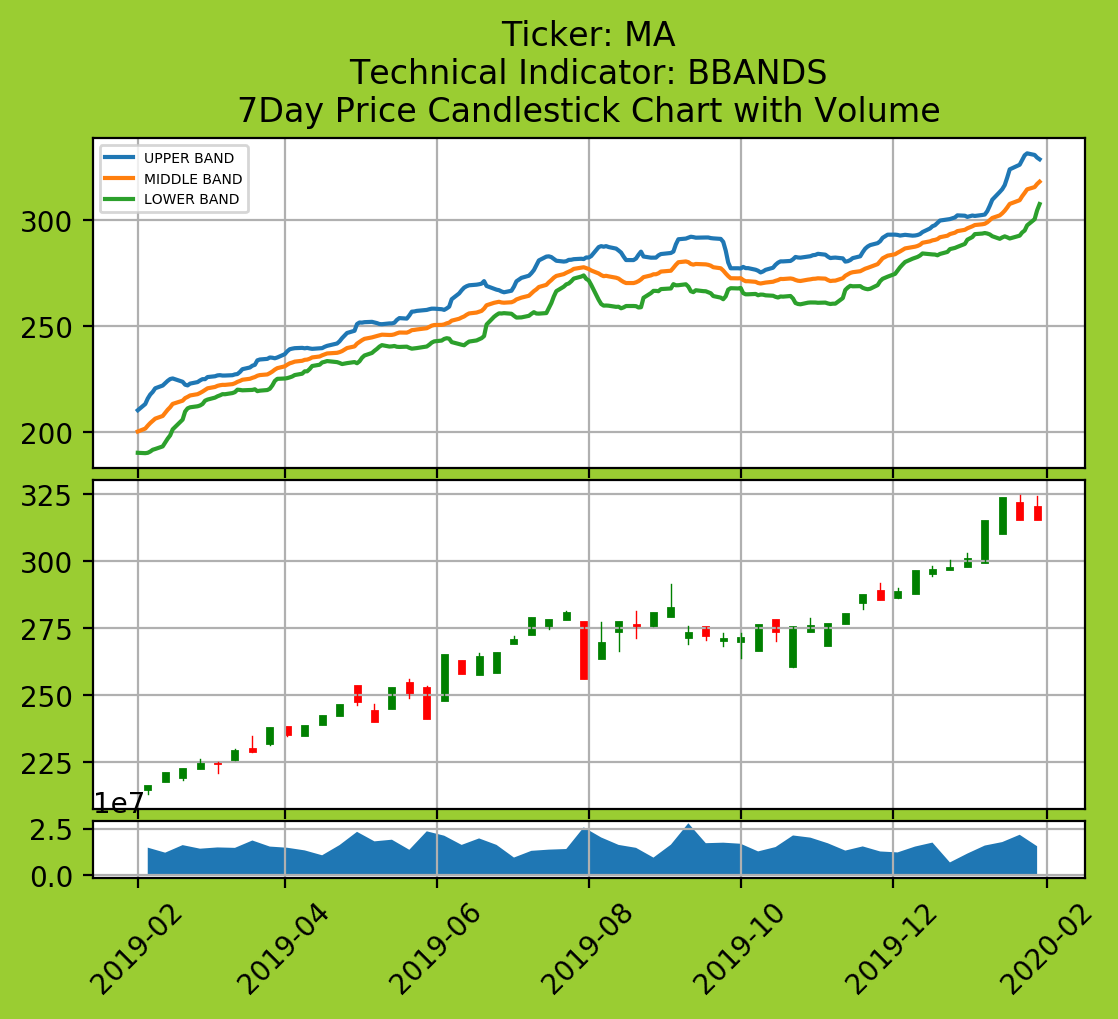 Ticker: MA
Technical Indicator: BBANDS
7Day Price Candlestick Chart with Volume
UPPER BAND
MIDDLE BAND
LOWER BAND
300
250
200
325
300
275
250
225
1e7
2.5
0.0
2019-02
2019-04
2019-06
2019-08
2019-10
2019-12
2020-02